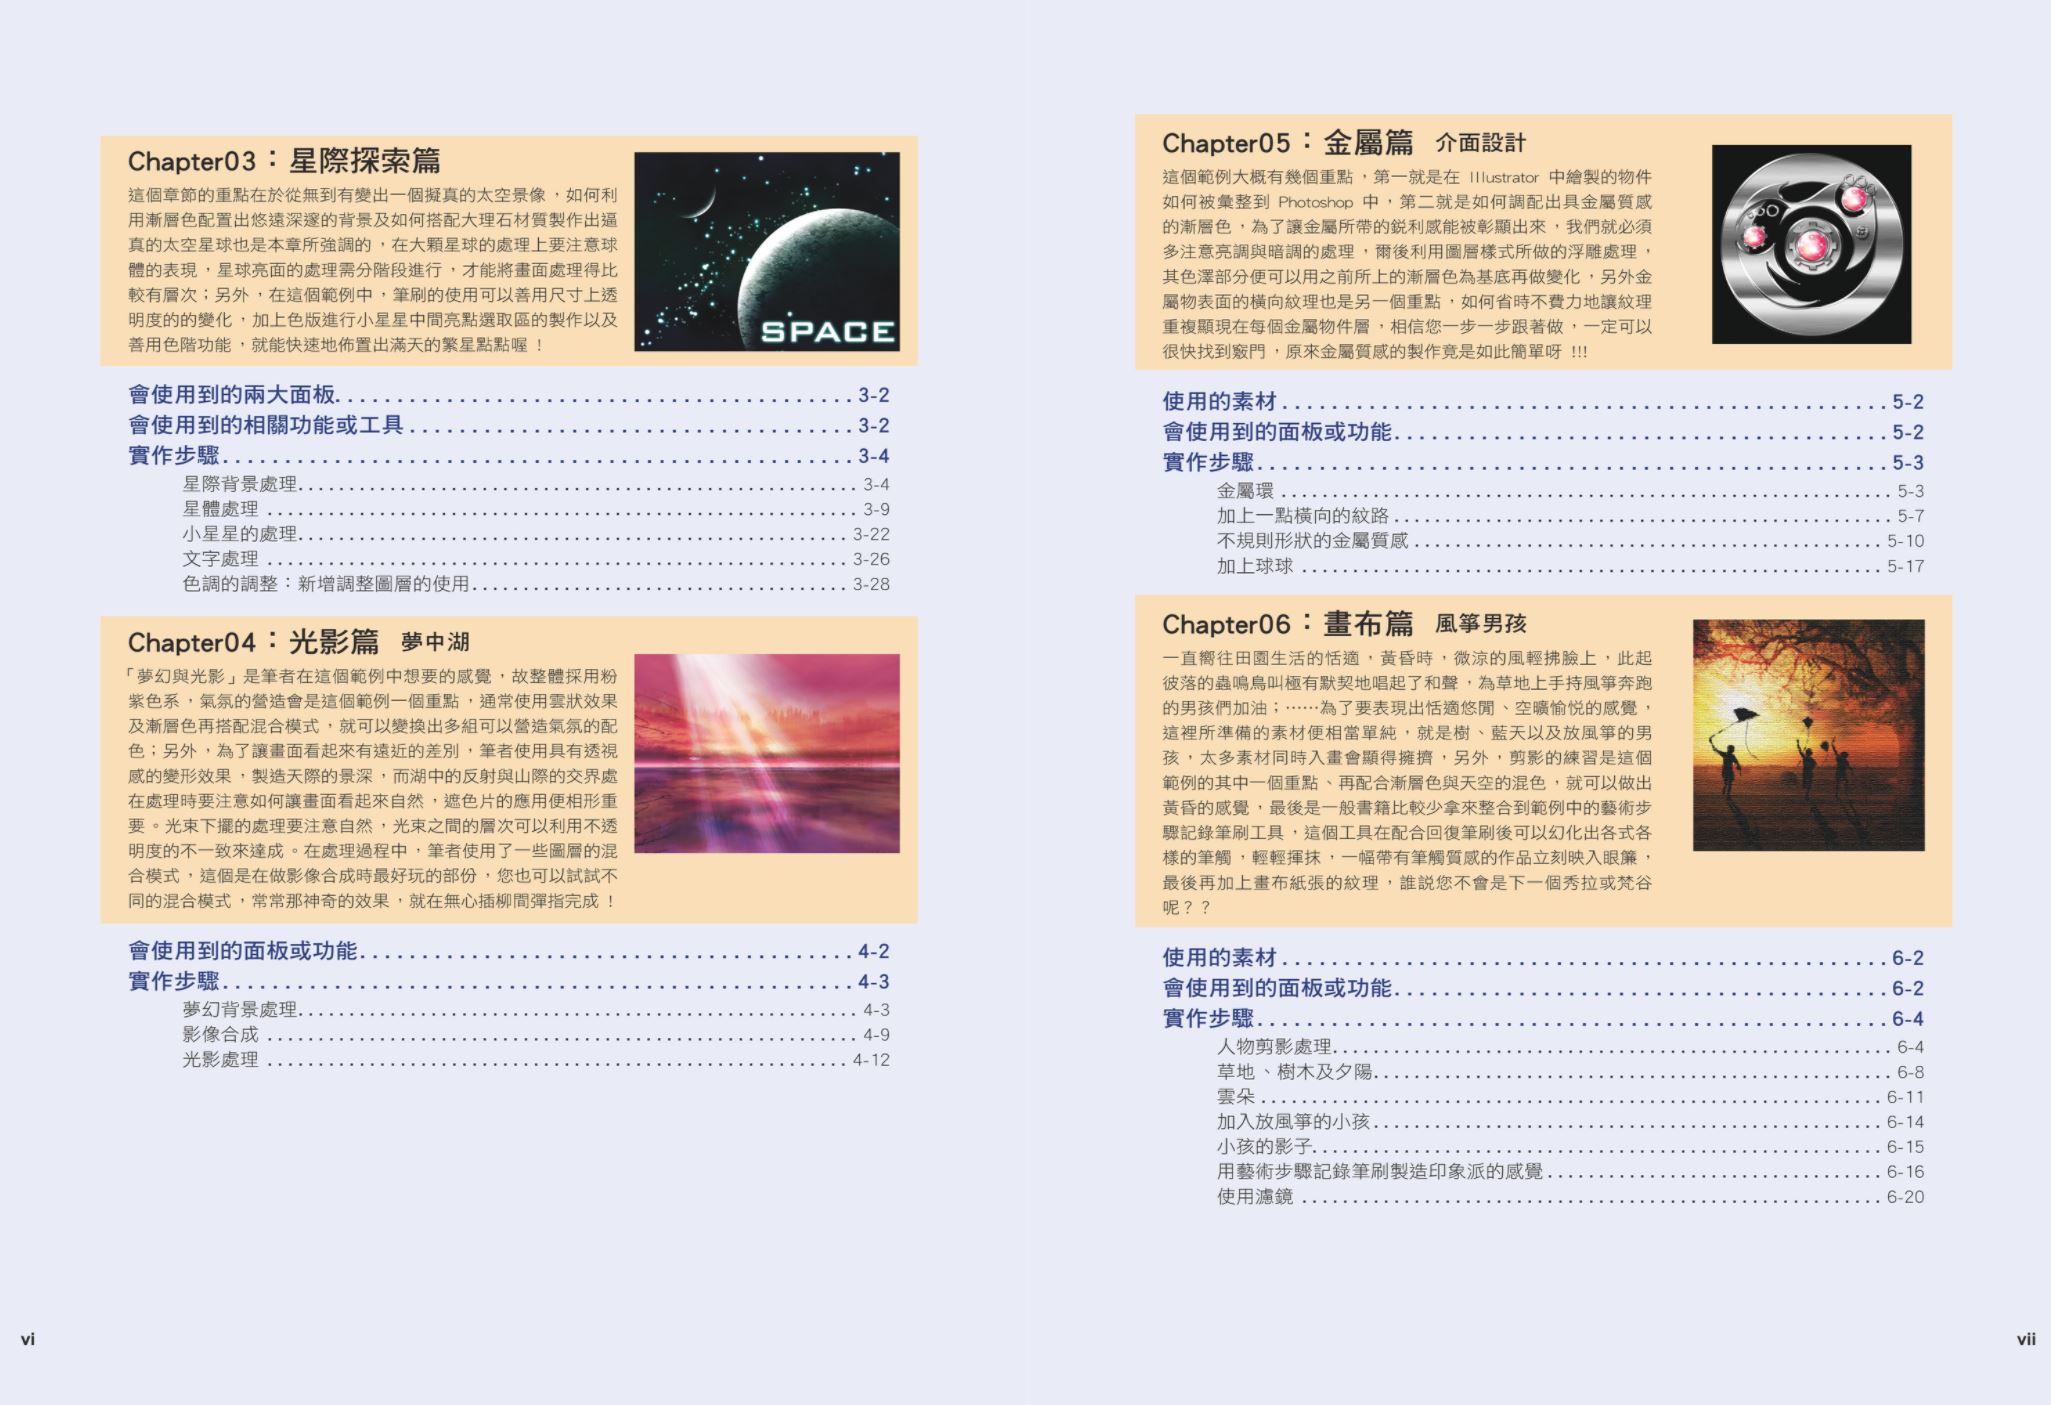 Chapter03：星際探索篇
這個章節的重點在於從無到有變出一個擬真的太空景像，如何利
用漸層色配置出悠遠深邃的背景及如何搭配大理石材質製作出逼
真的太空星球也是本章所強調的，在大顆星球的處理上要注意球
體的表現，星球亮面的處理需分階段進行，才能將畫面處理得比
較有層次；另外，在這個範例中，筆刷的使用可以善用尺寸上透
明度的的變化，加上色版進行小星星中間亮點選取區的製作以及
善用色階功能，就能快速地佈置出滿天的繁星點點喔！
SPACE
會使用到的兩大面板. . . . . . . . . . . . . . . . . . . . . . . . . . . . . . . . . . . . . . . . . . 3-2
會使用到的相關功能或工具 . . . . . . . . . . . . . . . . . . . . . . . . . . . . . . . . . . . . 3-2
實作步驟. . . . . . . . . . . . . . . . . . . . . . . . . . . . . . . . . . . . . . . . . . . . . . . . . . . 3-4
星際背景處理. . . . . . . . . . . . . . . . . . . . . . . . . . . . . . . . . . . . . . . . . . . . . . . . . . . . . . 3-4
星體處理 . . . . . . . . . . . . . . . . . . . . . . . . . . . . . . . . . . . . . . . . . . . . . . . . . . . . . . . . . 3-9
小星星的處理. . . . . . . . . . . . . . . . . . . . . . . . . . . . . . . . . . . . . . . . . . . . . . . . . . . . . 3-22
文字處理 . . . . . . . . . . . . . . . . . . . . . . . . . . . . . . . . . . . . . . . . . . . . . . . . . . . . . . . . 3-26
色調的調整：新增調整圖層的使用. . . . . . . . . . . . . . . . . . . . . . . . . . . . . . . . . . . . 3-28
Chapter04：光影篇 夢中湖
「夢幻與光影」是筆者在這個範例中想要的感覺，故整體採用粉
紫色系，氣氛的營造會是這個範例一個重點，通常使用雲狀效果
及漸層色再搭配混合模式，就可以變換出多組可以營造氣氛的配
色；另外，為了讓畫面看起來有遠近的差別，筆者使用具有透視
感的變形效果，製造天際的景深，而湖中的反射與山際的交界處
在處理時要注意如何讓畫面看起來自然，遮色片的應用便相形重
要。光束下擺的處理要注意自然，光束之間的層次可以利用不透
明度的不一致來達成。在處理過程中，筆者使用了一些圖層的混
合模式，這個是在做影像合成時最好玩的部份，您也可以試試不
同的混合模式，常常那神奇的效果，就在無心插柳間彈指完成！
會使用到的面板或功能. . . . . . . . . . . . . . . . . . . . . . . . . . . . . . . . . . . . . . . . 4-2
實作步驟. . . . . . . . . . . . . . . . . . . . . . . . . . . . . . . . . . . . . . . . . . . . . . . . . . . 4-3
夢幻背景處理. . . . . . . . . . . . . . . . . . . . . . . . . . . . . . . . . . . . . . . . . . . . . . . . . . . . . . 4-3
影像合成 . . . . . . . . . . . . . . . . . . . . . . . . . . . . . . . . . . . . . . . . . . . . . . . . . . . . . . . . . 4-9
光影處理 . . . . . . . . . . . . . . . . . . . . . . . . . . . . . . . . . . . . . . . . . . . . . . . . . . . . . . . . 4-12
vi
Chapter05：金屬篇 介面設計
這個範例大概有幾個重點，第一就是在 Illustrator 中繪製的物件
如何被彙整到 Photoshop 中，第二就是如何調配出具金屬質感
的漸層色，為了讓金屬所帶的銳利感能被彰顯出來，我們就必須
多注意亮調與暗調的處理，爾後利用圖層樣式所做的浮雕處理，
其色澤部分便可以用之前所上的漸層色為基底再做變化，另外金
屬物表面的橫向紋理也是另一個重點，如何省時不費力地讓紋理
重複顯現在每個金屬物件層，相信您一步一步跟著做，一定可以
很快找到竅門，原來金屬質感的製作竟是如此簡單呀 !!!
使用的素材 . . . . . . . . . . . . . . . . . . . . . . . . . . . . . . . . . . . . . . . . . . . . . . . . . 5-2
會使用到的面板或功能. . . . . . . . . . . . . . . . . . . . . . . . . . . . . . . . . . . . . . . . 5-2
實作步驟. . . . . . . . . . . . . . . . . . . . . . . . . . . . . . . . . . . . . . . . . . . . . . . . . . . 5-3
金屬環 . . . . . . . . . . . . . . . . . . . . . . . . . . . . . . . . . . . . . . . . . . . . . . . . . . . . . . . . . . . 5-3
加上一點橫向的紋路 . . . . . . . . . . . . . . . . . . . . . . . . . . . . . . . . . . . . . . . . . . . . . . . . 5-7
不規則形狀的金屬質感 . . . . . . . . . . . . . . . . . . . . . . . . . . . . . . . . . . . . . . . . . . . . . 5-10
加上球球 . . . . . . . . . . . . . . . . . . . . . . . . . . . . . . . . . . . . . . . . . . . . . . . . . . . . . . . . 5-17
Chapter06：畫布篇 風箏男孩
一直嚮往田園生活的恬適，黃昏時，微涼的風輕拂臉上，此起
彼落的蟲鳴鳥叫極有默契地唱起了和聲，為草地上手持風箏奔跑
的男孩們加油；……為了要表現出恬適悠閒、空曠愉悅的感覺，
這裡所準備的素材便相當單純，就是樹、藍天以及放風箏的男
孩，太多素材同時入畫會顯得擁擠，另外，剪影的練習是這個
範例的其中一個重點、再配合漸層色與天空的混色，就可以做出
黃昏的感覺，最後是一般書籍比較少拿來整合到範例中的藝術步
驟記錄筆刷工具，這個工具在配合回復筆刷後可以幻化出各式各
樣的筆觸，輕輕揮抹，一幅帶有筆觸質感的作品立刻映入眼簾，
最後再加上畫布紙張的紋理，誰說您不會是下一個秀拉或梵谷
呢？？
使用的素材 . . . . . . . . . . . . . . . . . . . . . . . . . . . . . . . . . . . . . . . . . . . . . . . . . 6-2
會使用到的面板或功能. . . . . . . . . . . . . . . . . . . . . . . . . . . . . . . . . . . . . . . . 6-2
實作步驟. . . . . . . . . . . . . . . . . . . . . . . . . . . . . . . . . . . . . . . . . . . . . . . . . . . 6-4
人物剪影處理. . . . . . . . . . . . . . . . . . . . . . . . . . . . . . . . . . . . . . . . . . . . . . . . . . . . . . 6-4
草地、樹木及夕陽. . . . . . . . . . . . . . . . . . . . . . . . . . . . . . . . . . . . . . . . . . . . . . . . . . 6-8
雲朵 . . . . . . . . . . . . . . . . . . . . . . . . . . . . . . . . . . . . . . . . . . . . . . . . . . . . . . . . . . . . 6-11
加入放風箏的小孩 . . . . . . . . . . . . . . . . . . . . . . . . . . . . . . . . . . . . . . . . . . . . . . . . . 6-14
小孩的影子. . . . . . . . . . . . . . . . . . . . . . . . . . . . . . . . . . . . . . . . . . . . . . . . . . . . . . . 6-15
用藝術步驟記錄筆刷製造印象派的感覺 . . . . . . . . . . . . . . . . . . . . . . . . . . . . . . . . 6-16
使用濾鏡 . . . . . . . . . . . . . . . . . . . . . . . . . . . . . . . . . . . . . . . . . . . . . . . . . . . . . . . . 6-20
vii